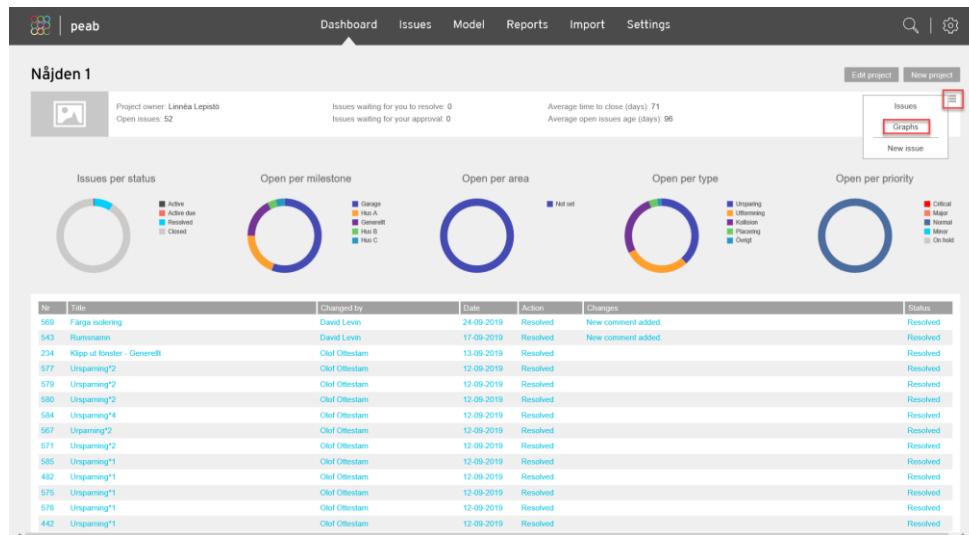 peab Dashboard Issues Model Reports Import Settings
Nåjden 1
Edit project New project
Project owner: Linnéa Lepistö Issues waiting for you to resolve: 0 Average time to close (days): 71
Open issues: 52 Issues waiting for your approval: 0 Average open issues age (days): 96
Issues
Graphs
New issue
Issues per status
Active
Active due
Resolved
Closed
Open per milestone
Garage
Hus A
Generellt
Hus B
Hus C
Open per area
Not set
Open per type
Ursparing
Utformning
Kollision
Placering
Övrigt
Open per priority
Critical
Major
Normal
Minor
On hold
Nr Title Changed by Date Action Changes Status
569 Färga isolering David Levin 24-09-2019 Resolved New comment added. Resolved
543 Rumsnamn David Levin 17-09-2019 Resolved New comment added. Resolved
234 Klipp ut fönster - Generellt Olof Ottestam 13-09-2019 Resolved Resolved
577 Ursparning*2 Olof Ottestam 12-09-2019 Resolved Resolved
579 Ursparning*2 Olof Ottestam 12-09-2019 Resolved Resolved
580 Ursparning*2 Olof Ottestam 12-09-2019 Resolved Resolved
584 Ursparning*4 Olof Ottestam 12-09-2019 Resolved Resolved
567 Urparning*2 Olof Ottestam 12-09-2019 Resolved Resolved
571 Ursparning*2 Olof Ottestam 12-09-2019 Resolved Resolved
585 Ursparning*1 Olof Ottestam 12-09-2019 Resolved Resolved
482 Ursparning*1 Olof Ottestam 12-09-2019 Resolved Resolved
575 Ursparning*1 Olof Ottestam 12-09-2019 Resolved Resolved
576 Ursparning*1 Olof Ottestam 12-09-2019 Resolved Resolved
442 Ursparning*1 Olof Ottestam 12-09-2019 Resolved Resolved